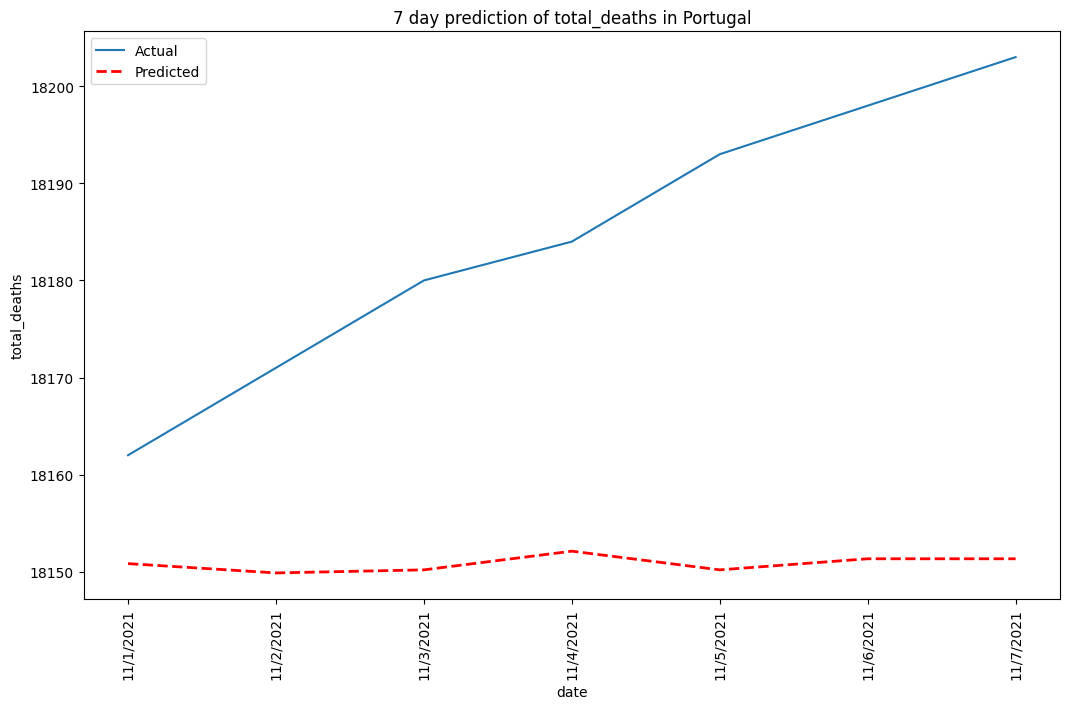 7 day prediction of total_deaths in Portugal
Actual
Predicted
18200
18190
18180
18170
18160
18150
total_deaths
11/1/2021
11/2/2021
11/3/2021
11/4/2021
11/5/2021
11/6/2021
11/7/2021
date